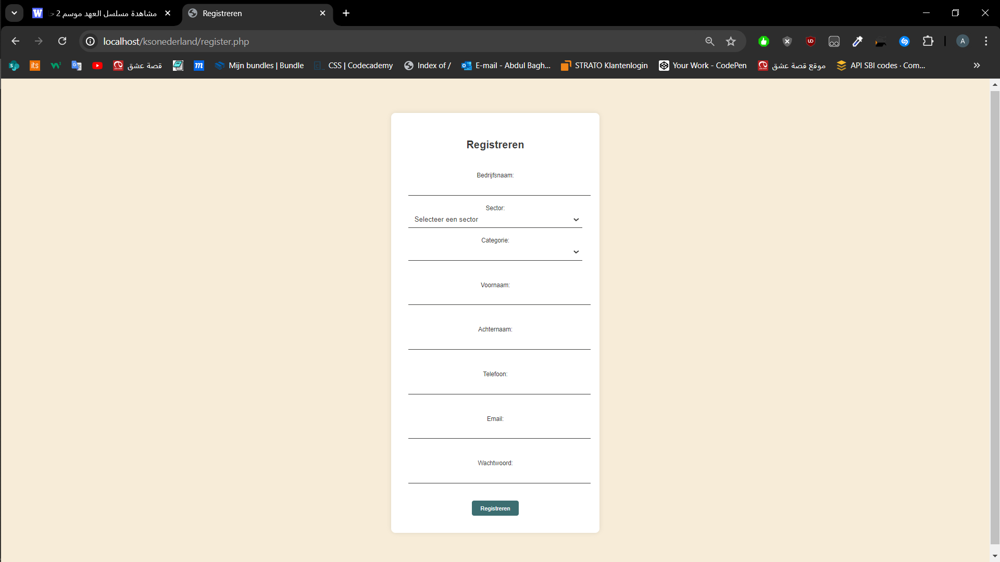 مشاهدة مسلسل العهد موسم 2
Registreren
localhost/ksonederland/register.php
A
its
قصة عشق
Mijn bundles | Bundle
CSS | Codecademy
Index of /
E-mail - Abdul Bagh...
STRATO Klantenlogin
Your Work - CodePen
موقع قصة عشق
API SBI codes · Com...
Registreren
Bedrijfsnaam:
Sector:
Selecteer een sector
Categorie:
Voornaam:
Achternaam:
Telefoon:
Email:
Wachtwoord:
Registreren